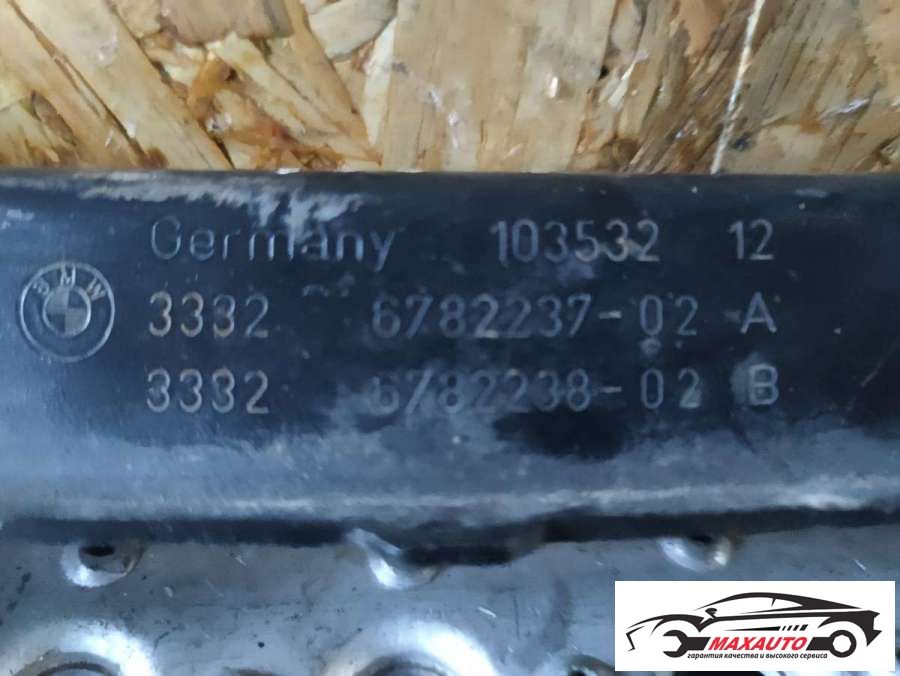 Germany 103532 12
BMW
3332 6782237-02 A
3332 6782238-02 B
MAXAUTO
гарантия качества и высокого сервиса